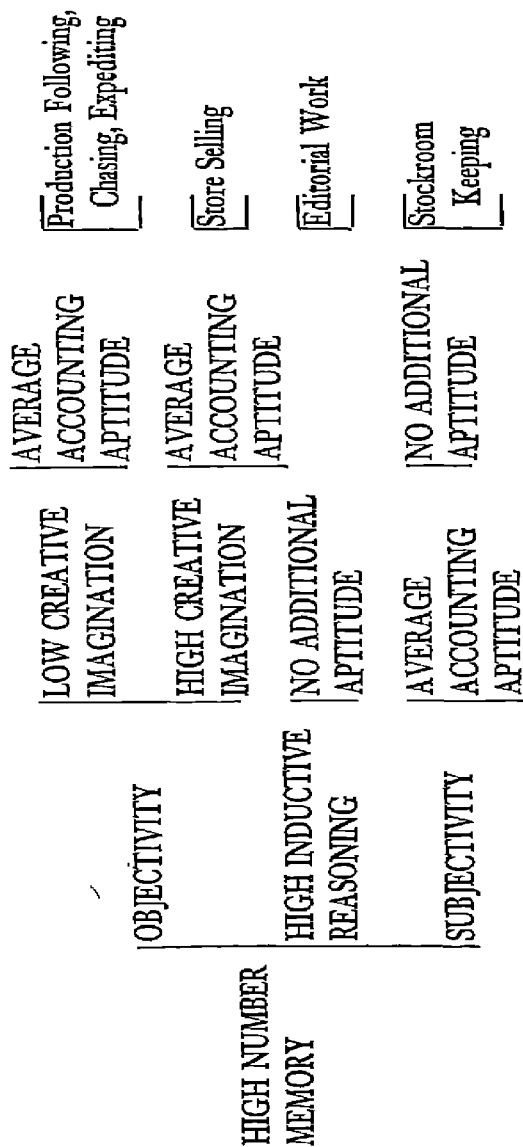 HIGH NUMBER
MEMORY
OBJECTIVITY
HIGH INDUCTIVE
REASONING
SUBJECTIVITY
LOW CREATIVE
IMAGINATION
HIGH CREATIVE
IMAGINATION
NO ADDITIONAL
APTITUDE
AVERAGE
ACCOUNTING
APTITUDE
AVERAGE
ACCOUNTING
APTITUDE
AVERAGE
ACCOUNTING
APTITUDE
NO ADDITIONAL
APTITUDE
Production Following,
Chasing, Expediting
Store Selling
Editorial Work
Stockroom
Keeping